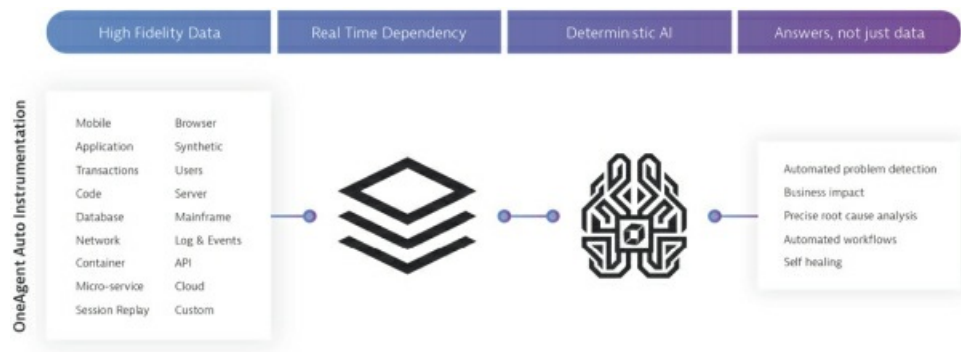 High Fidelity Data
Real Time Dependency
Deterministic AI
Answers, not just data
OneAgent Auto Instrumentation
Mobile Browser
Application Synthetic
Transactions Users
Code Server
Database Mainframe
Network Log & Events
Container API
Micro-service Cloud
Session Replay Custom
Automated problem detection
Business impact
Precise root cause analysis
Automated workflows
Self healing